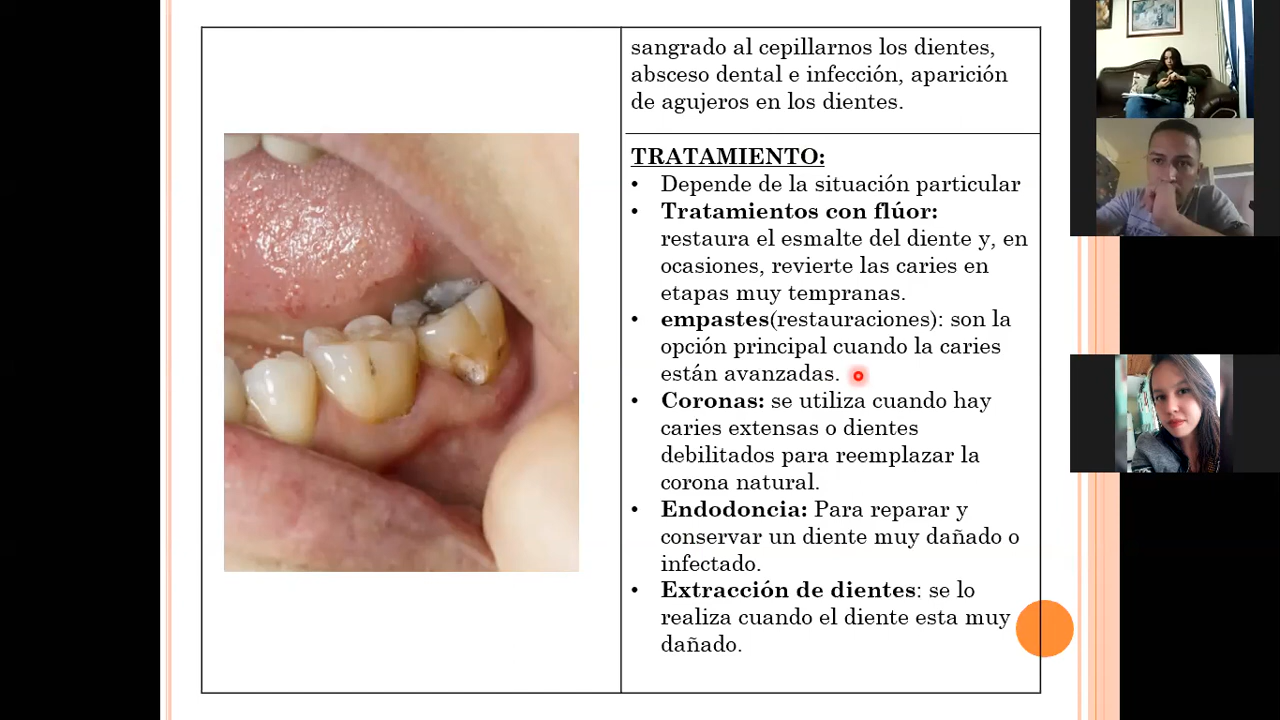 sangrado al cepillarnos los dientes,
absceso dental e infección, aparición
de agujeros en los dientes.
TRATAMIENTO:
• Depende de la situación particular
• Tratamientos con flúor:
restaura el esmalte del diente y, en
ocasiones, revierte las caries en
etapas muy tempranas.
• empastes(restauraciones): son la
opción principal cuando la caries
están avanzadas.
• Coronas: se utiliza cuando hay
caries extensas o dientes
debilitados para reemplazar la
corona natural.
• Endodoncia: Para reparar y
conservar un diente muy dañado o
infectado.
• Extracción de dientes: se lo
realiza cuando el diente esta muy
dañado.